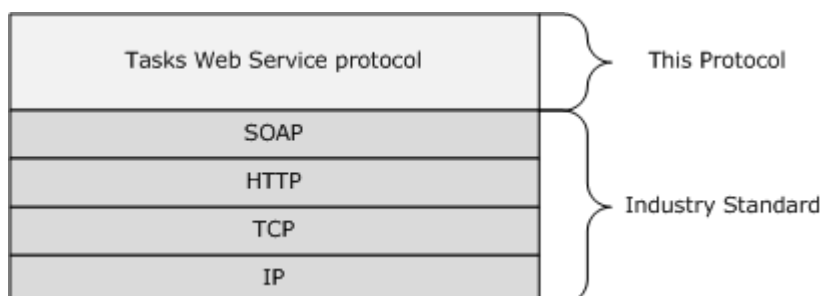 Tasks Web Service protocol
This Protocol
SOAP
HTTP
TCP
IP
Industry Standard